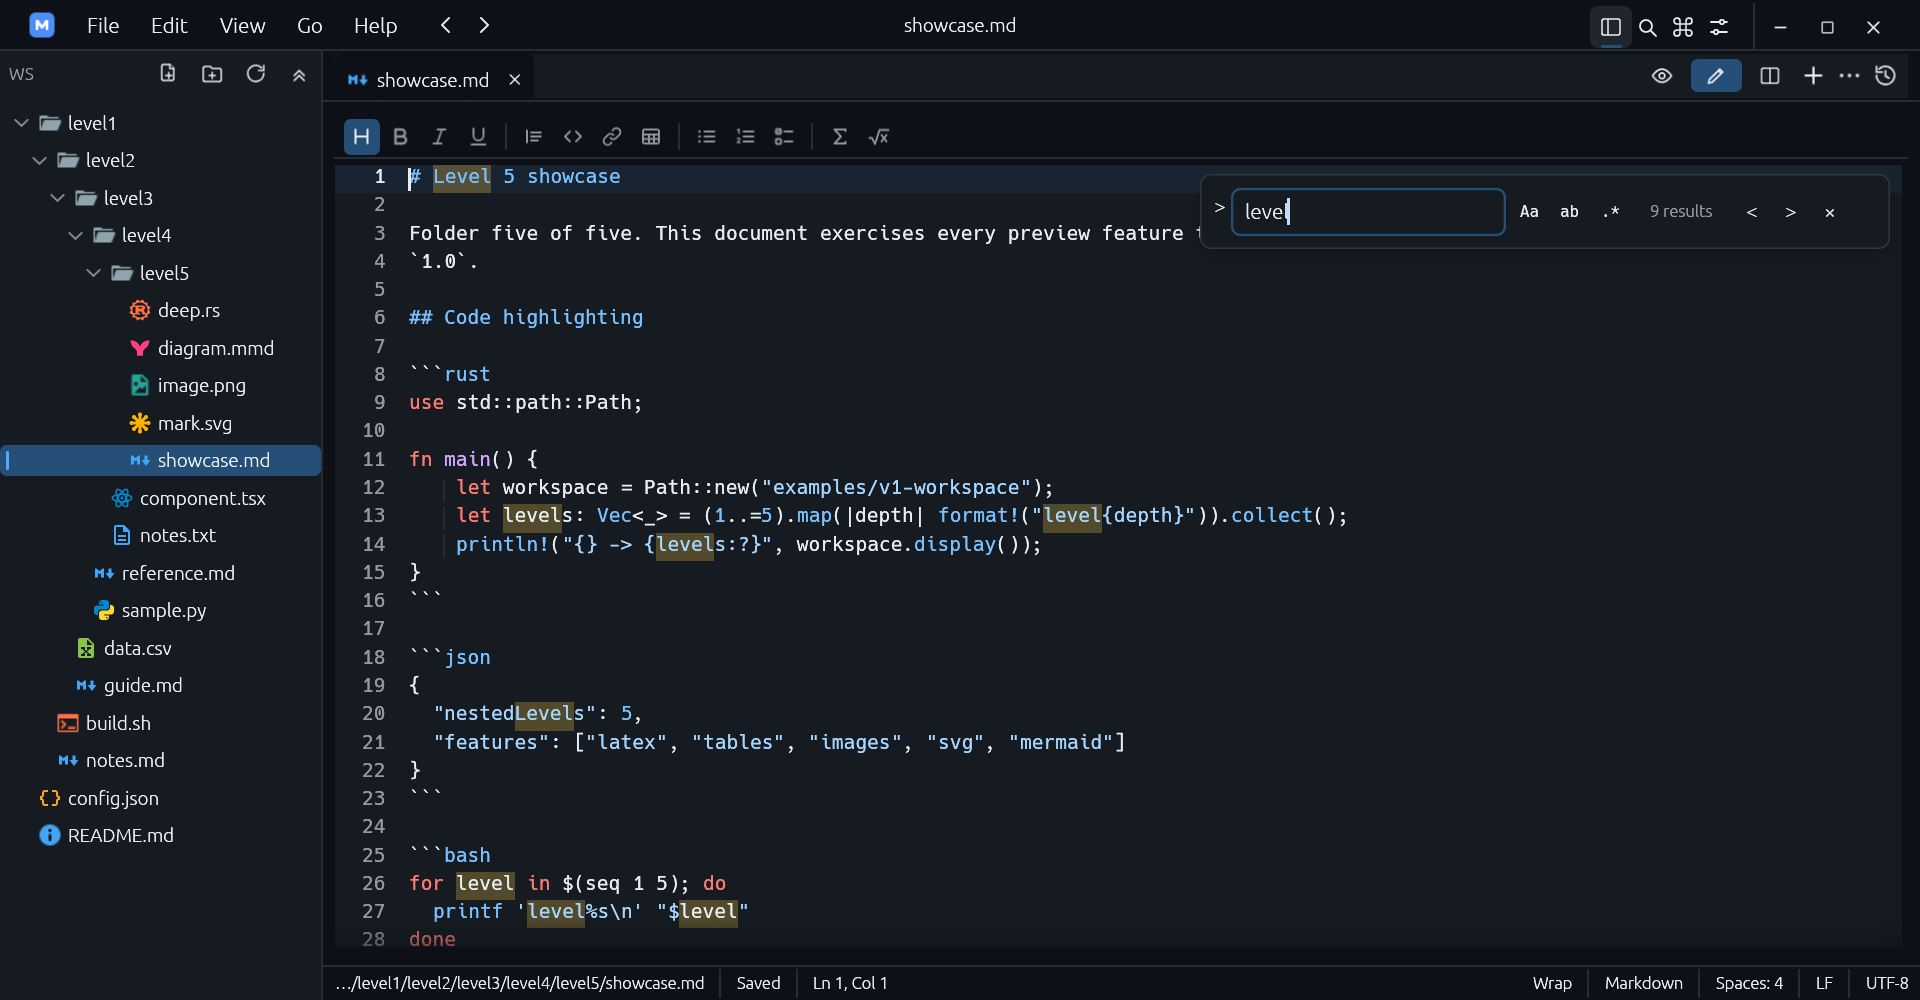 M File Edit View Go Help showcase.md
WS
level1
level2
level3
level4
level5
deep.rs
diagram.mmd
image.png
mark.svg
showcase.md
component.tsx
notes.txt
reference.md
sample.py
data.csv
guide.md
build.sh
notes.md
config.json
README.md
showcase.md
H B I U
> level Aa ab .* 9 results < > ×
1 # Level 5 showcase
2
3 Folder five of five. This document exercises every preview feature
4 `1.0`.
5
6 ## Code highlighting
7
8 ```rust
9 use std::path::Path;
10
11 fn main() {
12 let workspace = Path::new("examples/v1-workspace");
13 let levels: Vec<_> = (1..=5).map(|depth| format!("level{depth}")).collect();
14 println!("{} -> {levels:?}", workspace.display());
15 }
16 ```
17
18 ```json
19 {
20 "nestedLevels": 5,
21 "features": ["latex", "tables", "images", "svg", "mermaid"]
22 }
23 ```
24
25 ```bash
26 for level in $(seq 1 5); do
27 printf 'level%s\n' "$level"
28 done
…/level1/level2/level3/level4/level5/showcase.md Saved Ln 1, Col 1 Wrap Markdown Spaces: 4 LF UTF-8